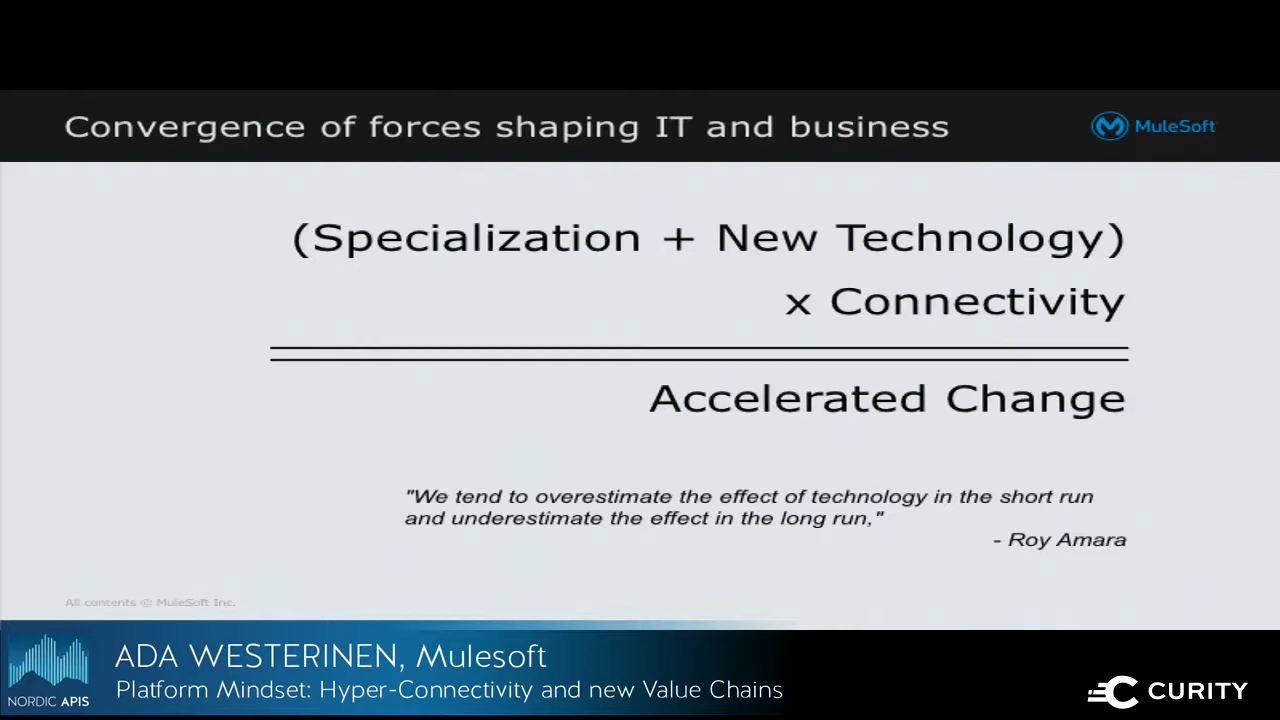 Convergence of forces shaping IT and business
MuleSoft
(Specialization + New Technology)
x Connectivity
Accelerated Change
"We tend to overestimate the effect of technology in the short run
and underestimate the effect in the long run,"
- Roy Amara
All contents © MuleSoft Inc.
ADA WESTERINEN, Mulesoft
Platform Mindset: Hyper-Connectivity and new Value Chains
NORDIC APIS
CURITY